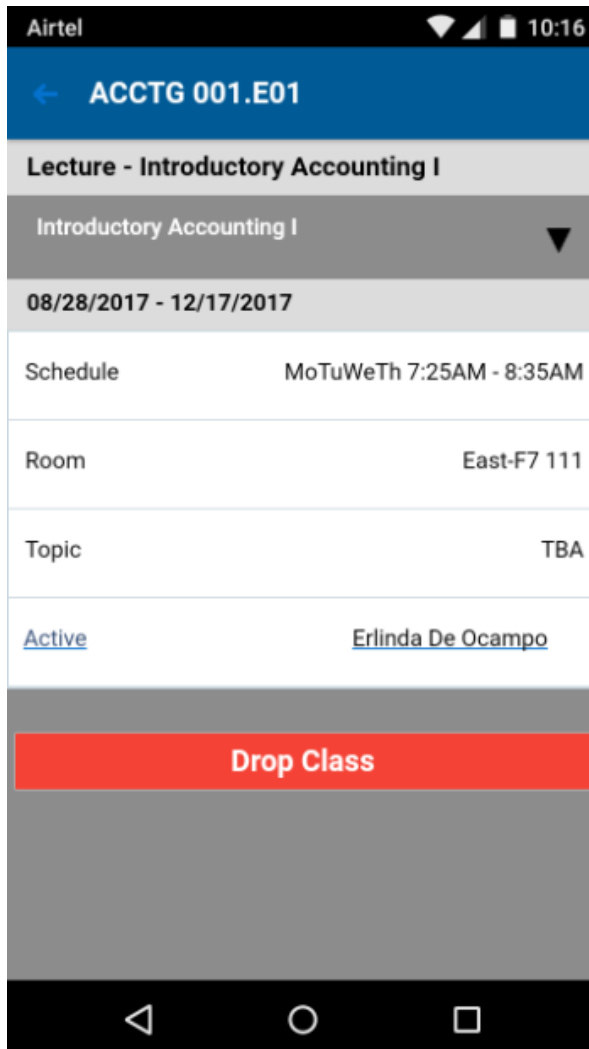 Airtel 10:16
ACCTG 001.E01
Lecture - Introductory Accounting I
Introductory Accounting I
08/28/2017 - 12/17/2017
Schedule MoTuWeTh 7:25AM - 8:35AM
Room East-F7 111
Topic TBA
Active Erlinda De Ocampo
Drop Class